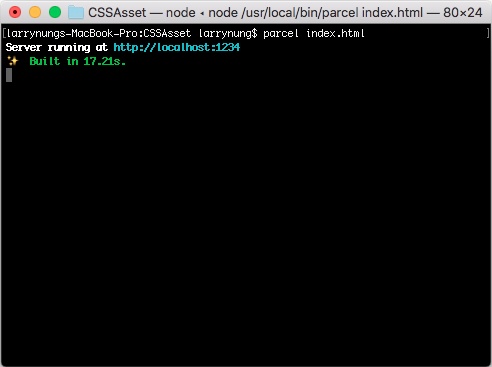 CSSAsset — node ◂ node /usr/local/bin/parcel index.html — 80×24
[larrynungs-MacBook-Pro:CSSAsset larrynung$ parcel index.html ]
Server running at http://localhost:1234
✨ Built in 17.21s.